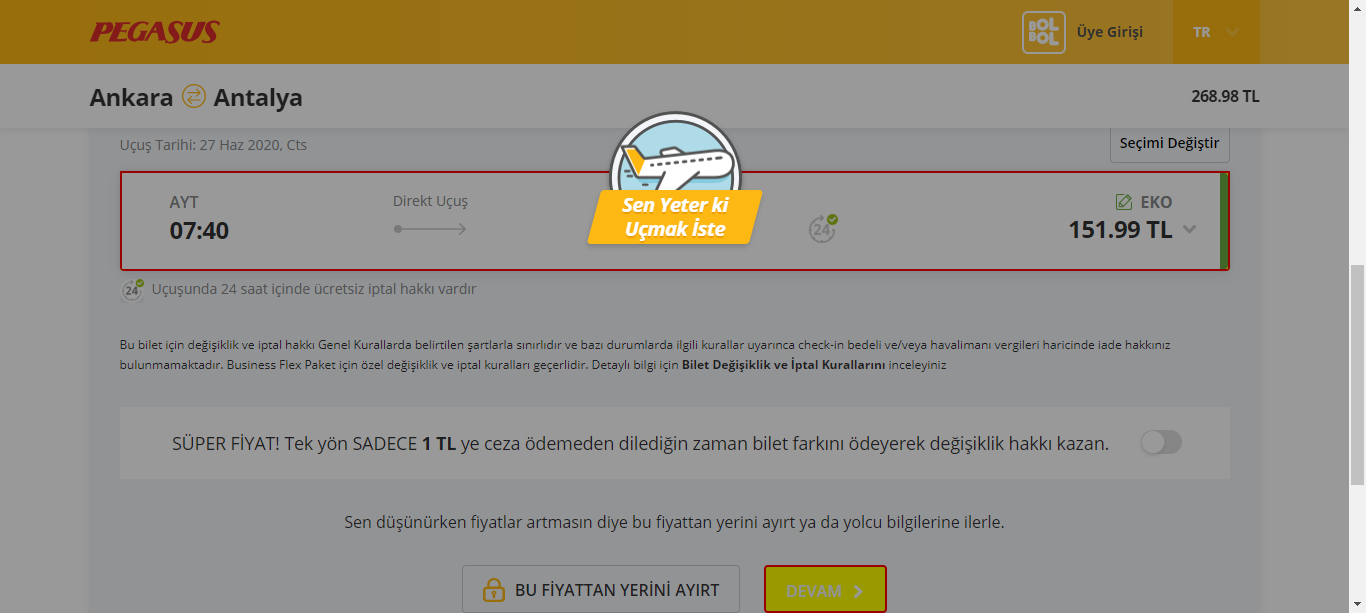 PEGASUS
BOL BOL
Üye Girişi
TR
Ankara Antalya
268.98 TL
Uçuş Tarihi: 27 Haz 2020, Cts
Seçimi Değiştir
AYT
07:40
Direkt Uçuş
Sen Yeter ki
Uçmak İste
24
EKO
151.99 TL
24 Uçuşunda 24 saat içinde ücretsiz iptal hakkı vardır
Bu bilet için değişiklik ve iptal hakkı Genel Kurallarda belirtilen şartlarla sınırlıdır ve bazı durumlarda ilgili kurallar uyarınca check-in bedeli ve/veya havalimanı vergileri haricinde iade hakkınız
bulunmamaktadır. Business Flex Paket için özel değişiklik ve iptal kuralları geçerlidir. Detaylı bilgi için Bilet Değişiklik ve İptal Kurallarını inceleyiniz
SÜPER FİYAT! Tek yön SADECE 1 TL ye ceza ödemeden dilediğin zaman bilet farkını ödeyerek değişiklik hakkı kazan.
Sen düşünürken fiyatlar artmasın diye bu fiyattan yerini ayırt ya da yolcu bilgilerine ilerle.
BU FİYATTAN YERİNİ AYIRT
DEVAM